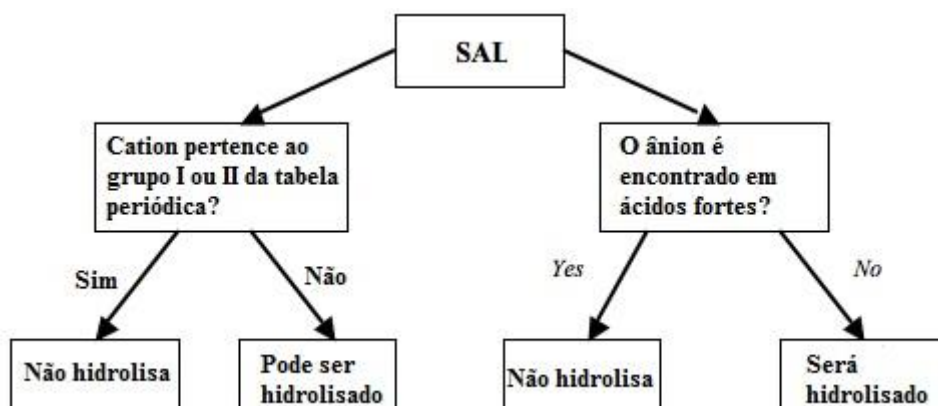 SAL
Cation pertence ao
grupo I ou II da tabela
periódica?
O ânion é
encontrado em
ácidos fortes?
Sim
Não
Yes
No
Não hidrolisa
Pode ser
hidrolisado
Não hidrolisa
Será
hidrolisado